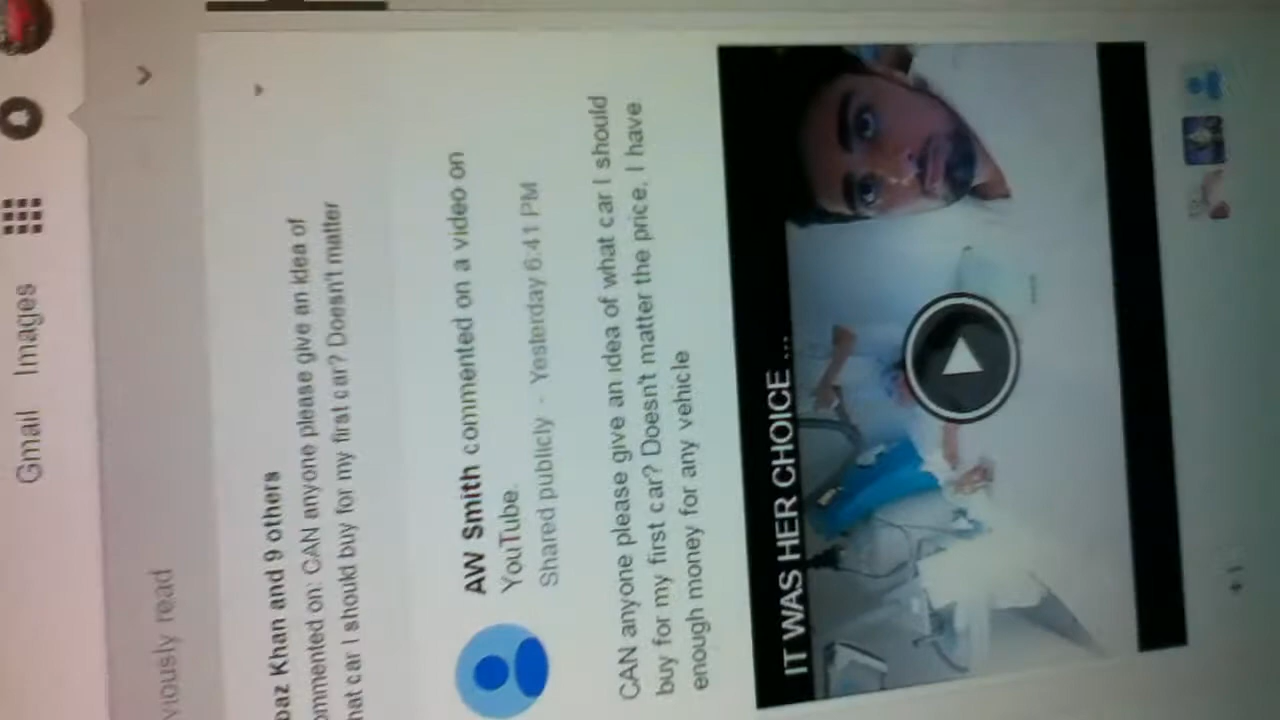 Gmail Images
viously read
baz Khan and 9 others
ommented on: CAN anyone please give an idea of
hat car I should buy for my first car? Doesn't matter
AW Smith commented on a video on
YouTube.
Shared publicly - Yesterday 6:41 PM
CAN anyone please give an idea of what car I should
buy for my first car? Doesn't matter the price, I have
enough money for any vehicle
IT WAS HER CHOICE ...
+1